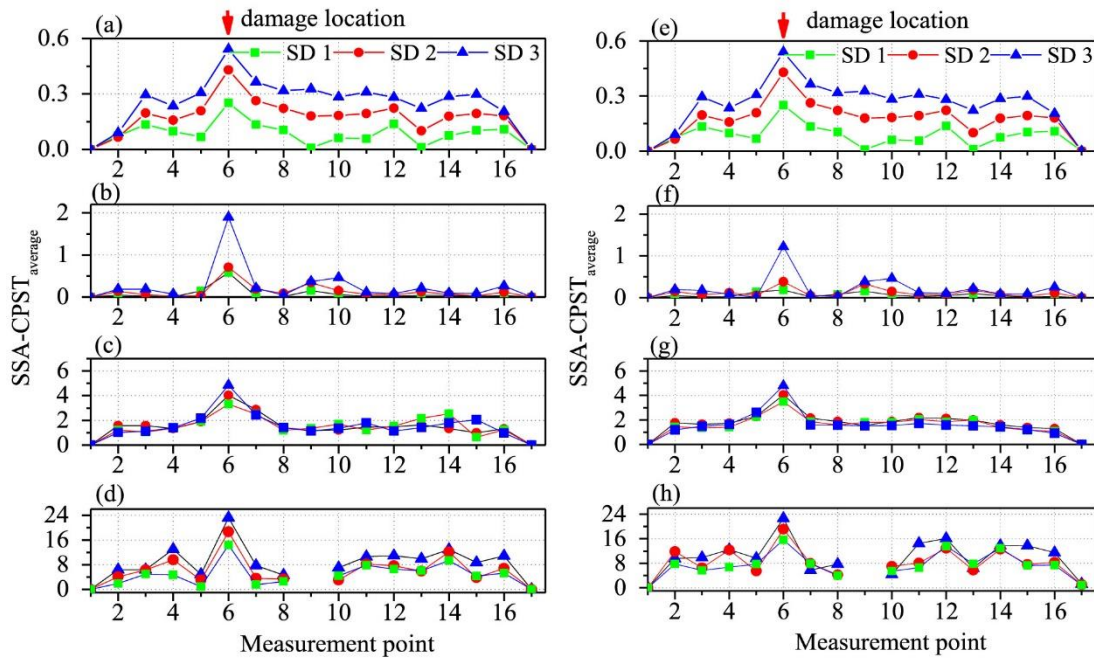 (a)
damage location
SD 1
SD 2
SD 3
0.6
0.3
0.0
2 4 6 8 10 12 14 16
(b)
2
1
0
2 4 6 8 10 12 14 16
(c)
6
4
2
0
2 4 6 8 10 12 14 16
(d)
24
16
8
0
2 4 6 8 10 12 14 16
SSA-CPST average
Measurement point
(e)
damage location
SD 1
SD 2
SD 3
0.6
0.3
0.0
2 4 6 8 10 12 14 16
(f)
2
1
0
2 4 6 8 10 12 14 16
(g)
6
4
2
0
2 4 6 8 10 12 14 16
(h)
24
16
8
0
2 4 6 8 10 12 14 16
SSA-CPST average
Measurement point